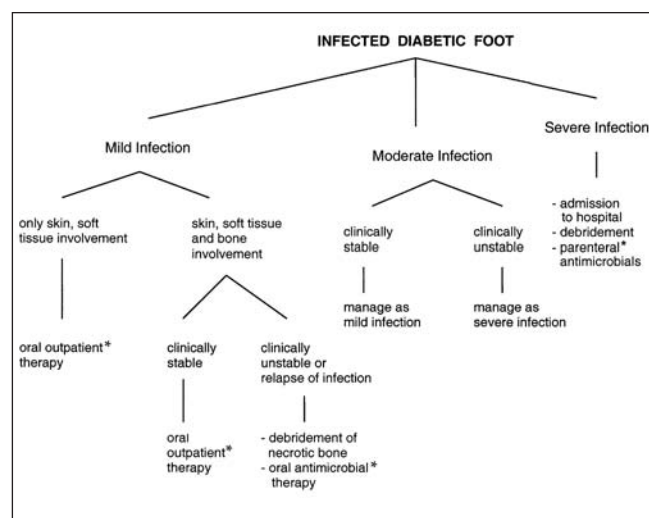 INFECTED DIABETIC FOOT
Mild Infection
Moderate Infection
Severe Infection
only skin, soft
tissue involvement
skin, soft tissue
and bone
involvement
clinically
stable
clinically
unstable
- admission
to hospital
- debridement
- parenteral*
antimicrobials
manage as
mild infection
manage as
severe infection
oral outpatient*
therapy
clinically
stable
clinically
unstable or
relapse of infection
oral
outpatient*
therapy
- debridement of
necrotic bone
- oral antimicrobial*
therapy